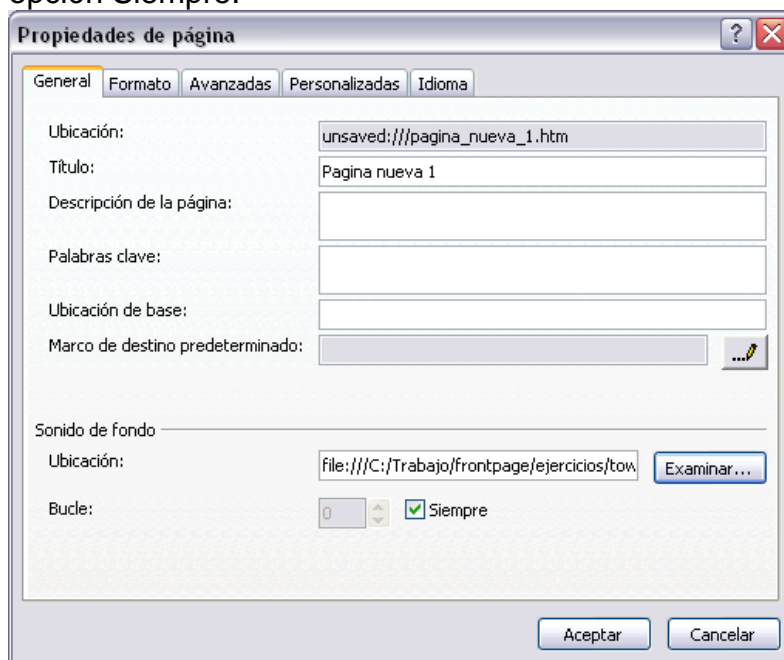 opción Siempre.
Propiedades de página
General Formato Avanzadas Personalizadas Idioma
Ubicación: unsaved:///pagina_nueva_1.htm
Título: Pagina nueva 1
Descripción de la página:
Palabras clave:
Ubicación de base:
Marco de destino predeterminado: ...
Sonido de fondo
Ubicación: file:///C:/Trabajo/frontpage/ejercicios/tow Examinar...
Bucle: 0 Siempre
Aceptar Cancelar